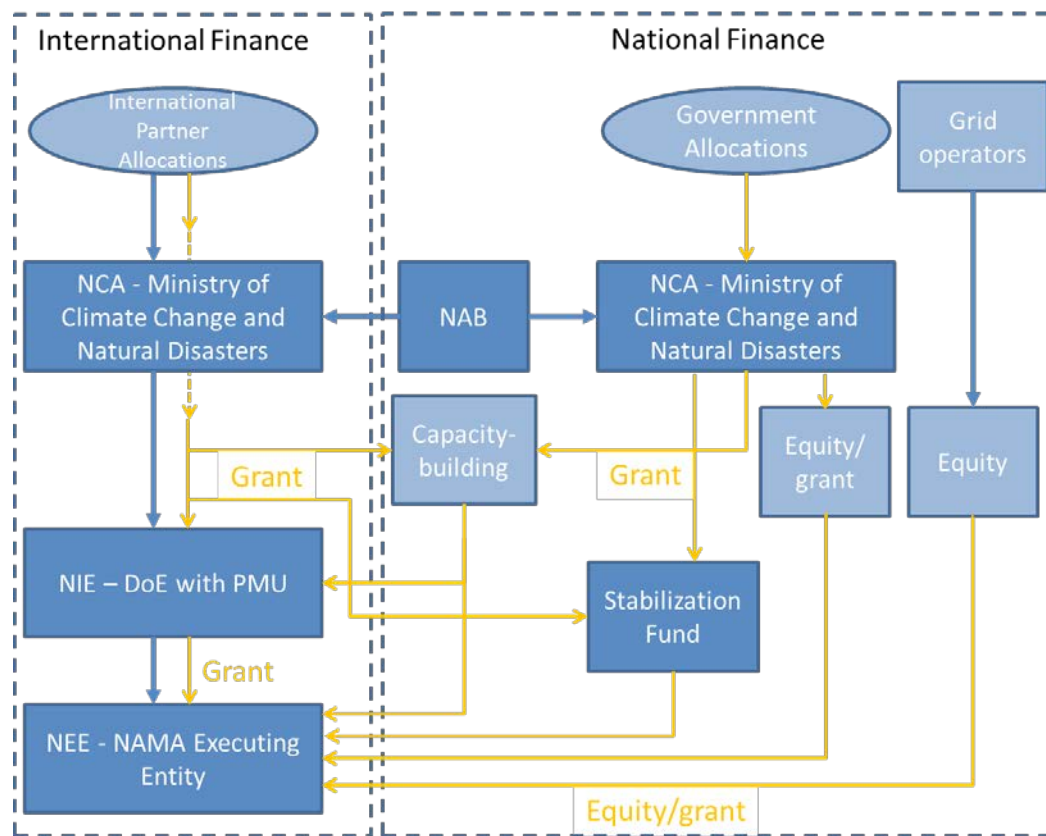 International Finance
National Finance
International
Partner
Allocations
Government
Allocations
Grid
operators
NCA - Ministry of
Climate Change and
Natural Disasters
NAB
NCA - Ministry of
Climate Change and
Natural Disasters
Capacity-
building
Equity/
grant
Equity
Grant
Grant
NIE – DoE with PMU
Stabilization
Fund
Grant
NEE - NAMA Executing
Entity
Equity/grant